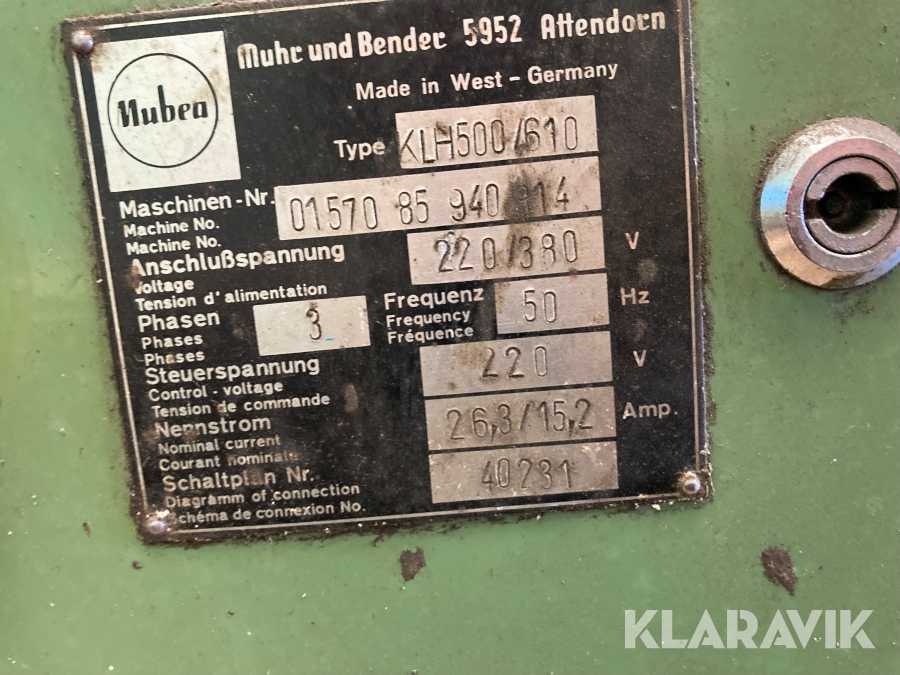 Mubea
Muhr und Bender 5952 Attendorn
Made in West - Germany
Type KLH500/610
Maschinen-Nr. 01570 85 940 14
Machine No.
Machine No.
Anschlußspannung 220/380 V
Voltage
Tension d'alimentation
Phasen 3 Frequenz 50 Hz
Phases Frequency
Phases Fréquence
Steuerspannung 220 V
Control - voltage
Tension de commande
Nennstrom 26,3/15,2 Amp.
Nominal current
Courant nominale
Schaltplan Nr. 40231
Diagramm of connection
Schéma de connexion No.
KLARAVIK